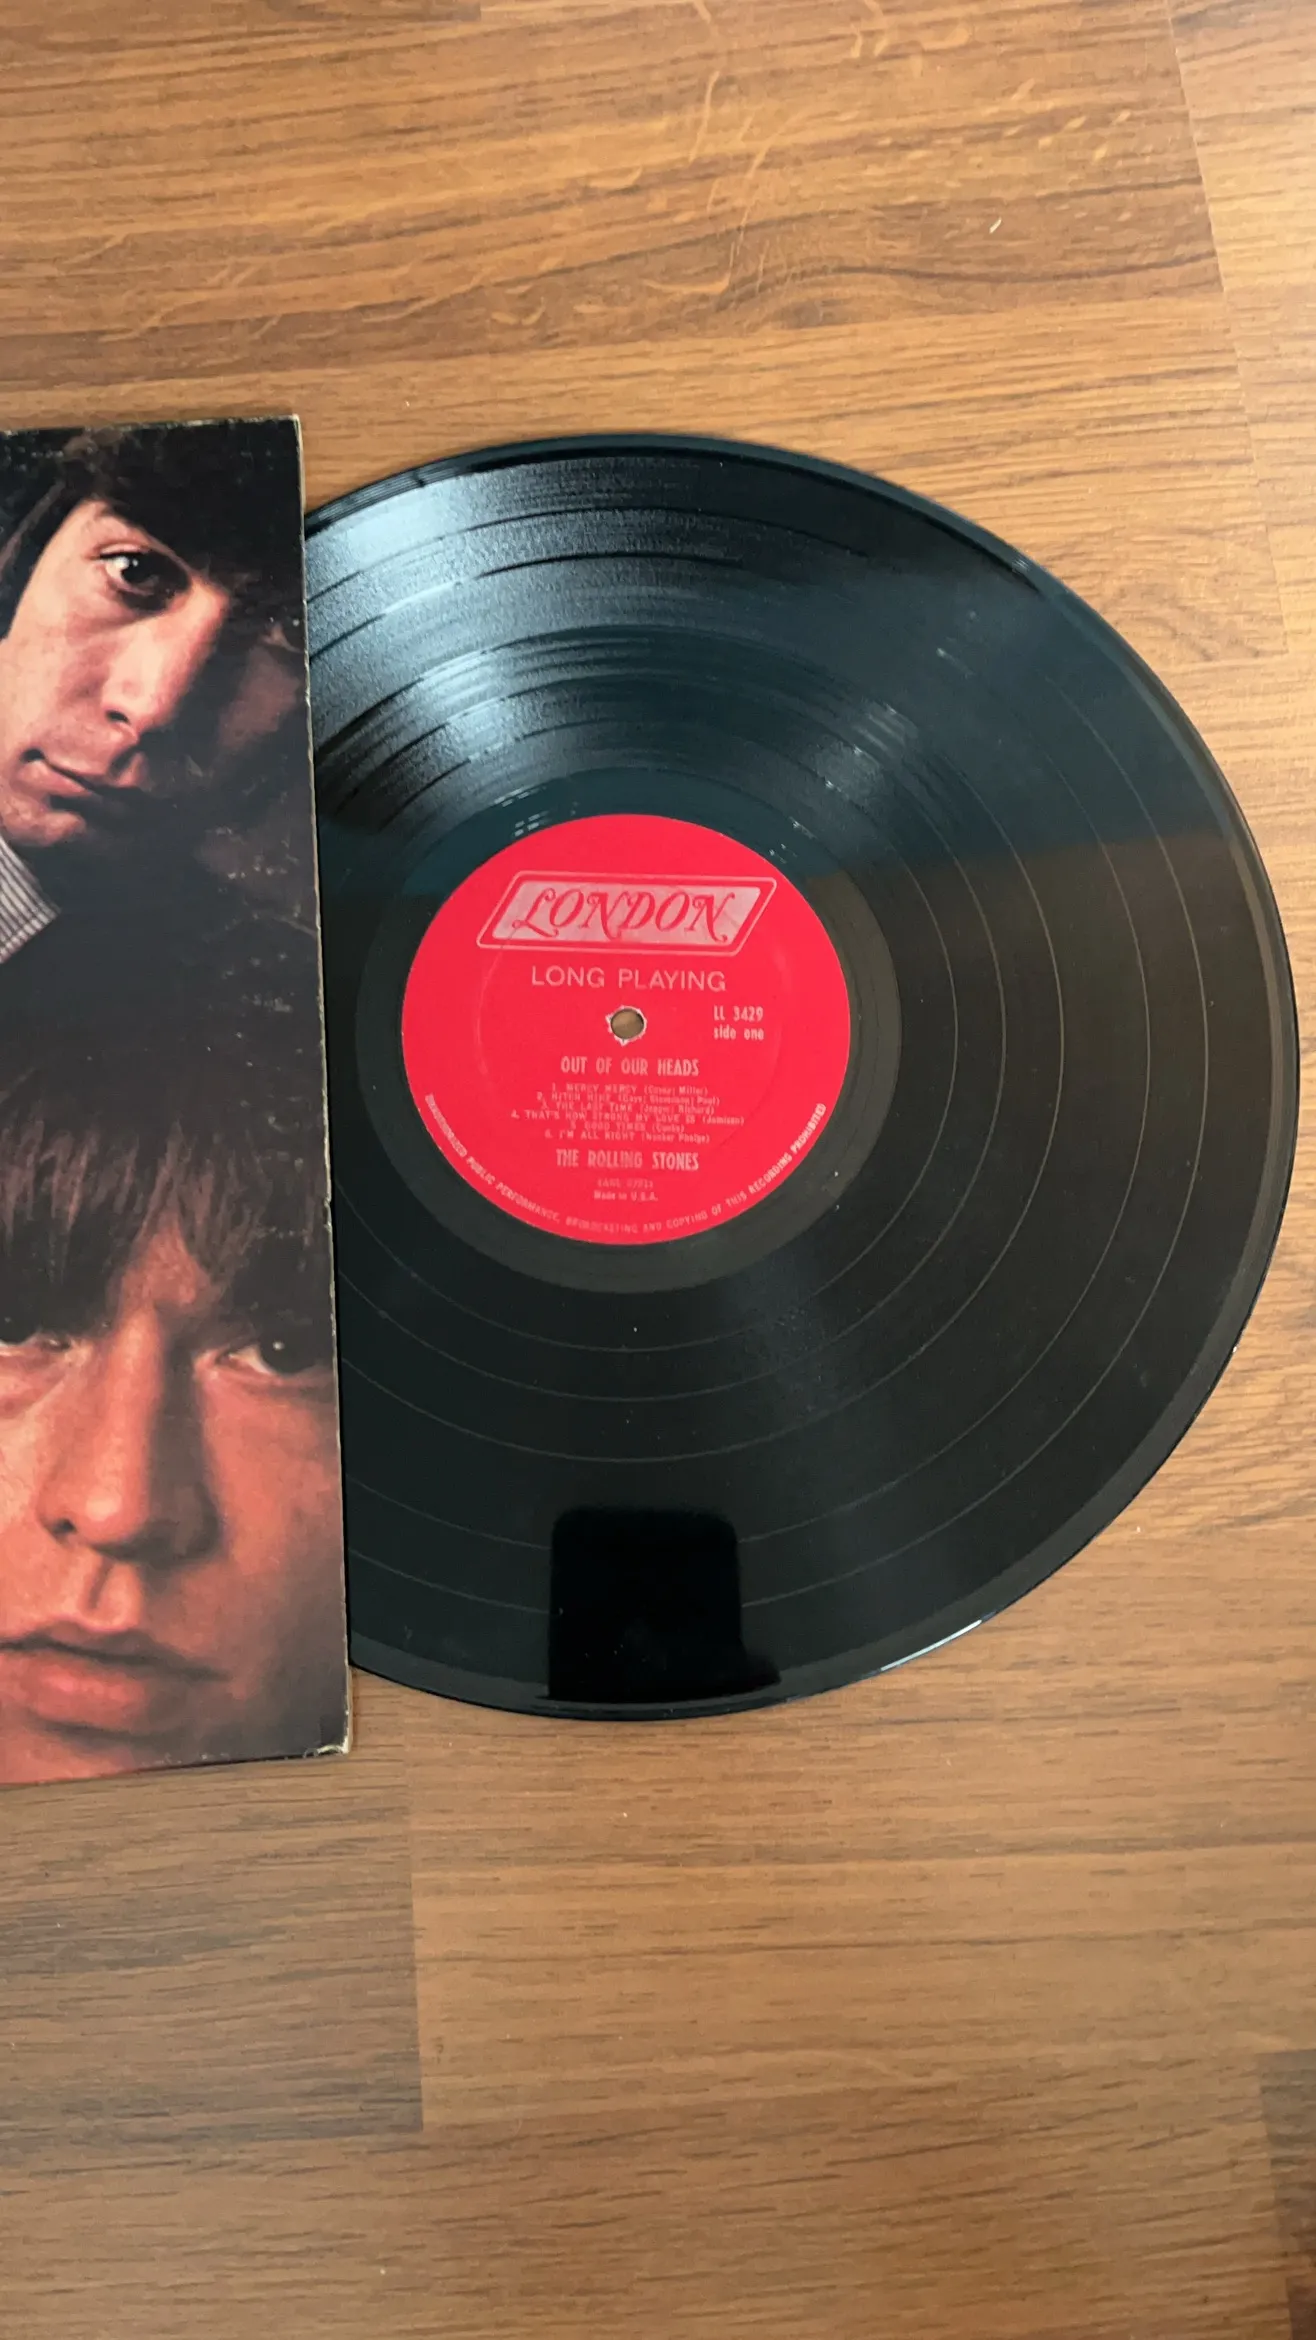 LONDON
LONG PLAYING
LL 3429
side one
OUT OF OUR HEADS
1. MERCY MERCY (Covay; Miller)
2. HITCH HIKE (Gaye; Stevenson; Paul)
3. THE LAST TIME (Jagger; Richard)
4. THAT'S HOW STRONG MY LOVE IS (Jamison)
5. GOOD TIMES (Cooke)
6. I'M ALL RIGHT (Nanker Phelge)
THE ROLLING STONES
Made in U.S.A.
UNAUTHORIZED PUBLIC PERFORMANCE, BROADCASTING AND COPYING OF THIS RECORDING PROHIBITED